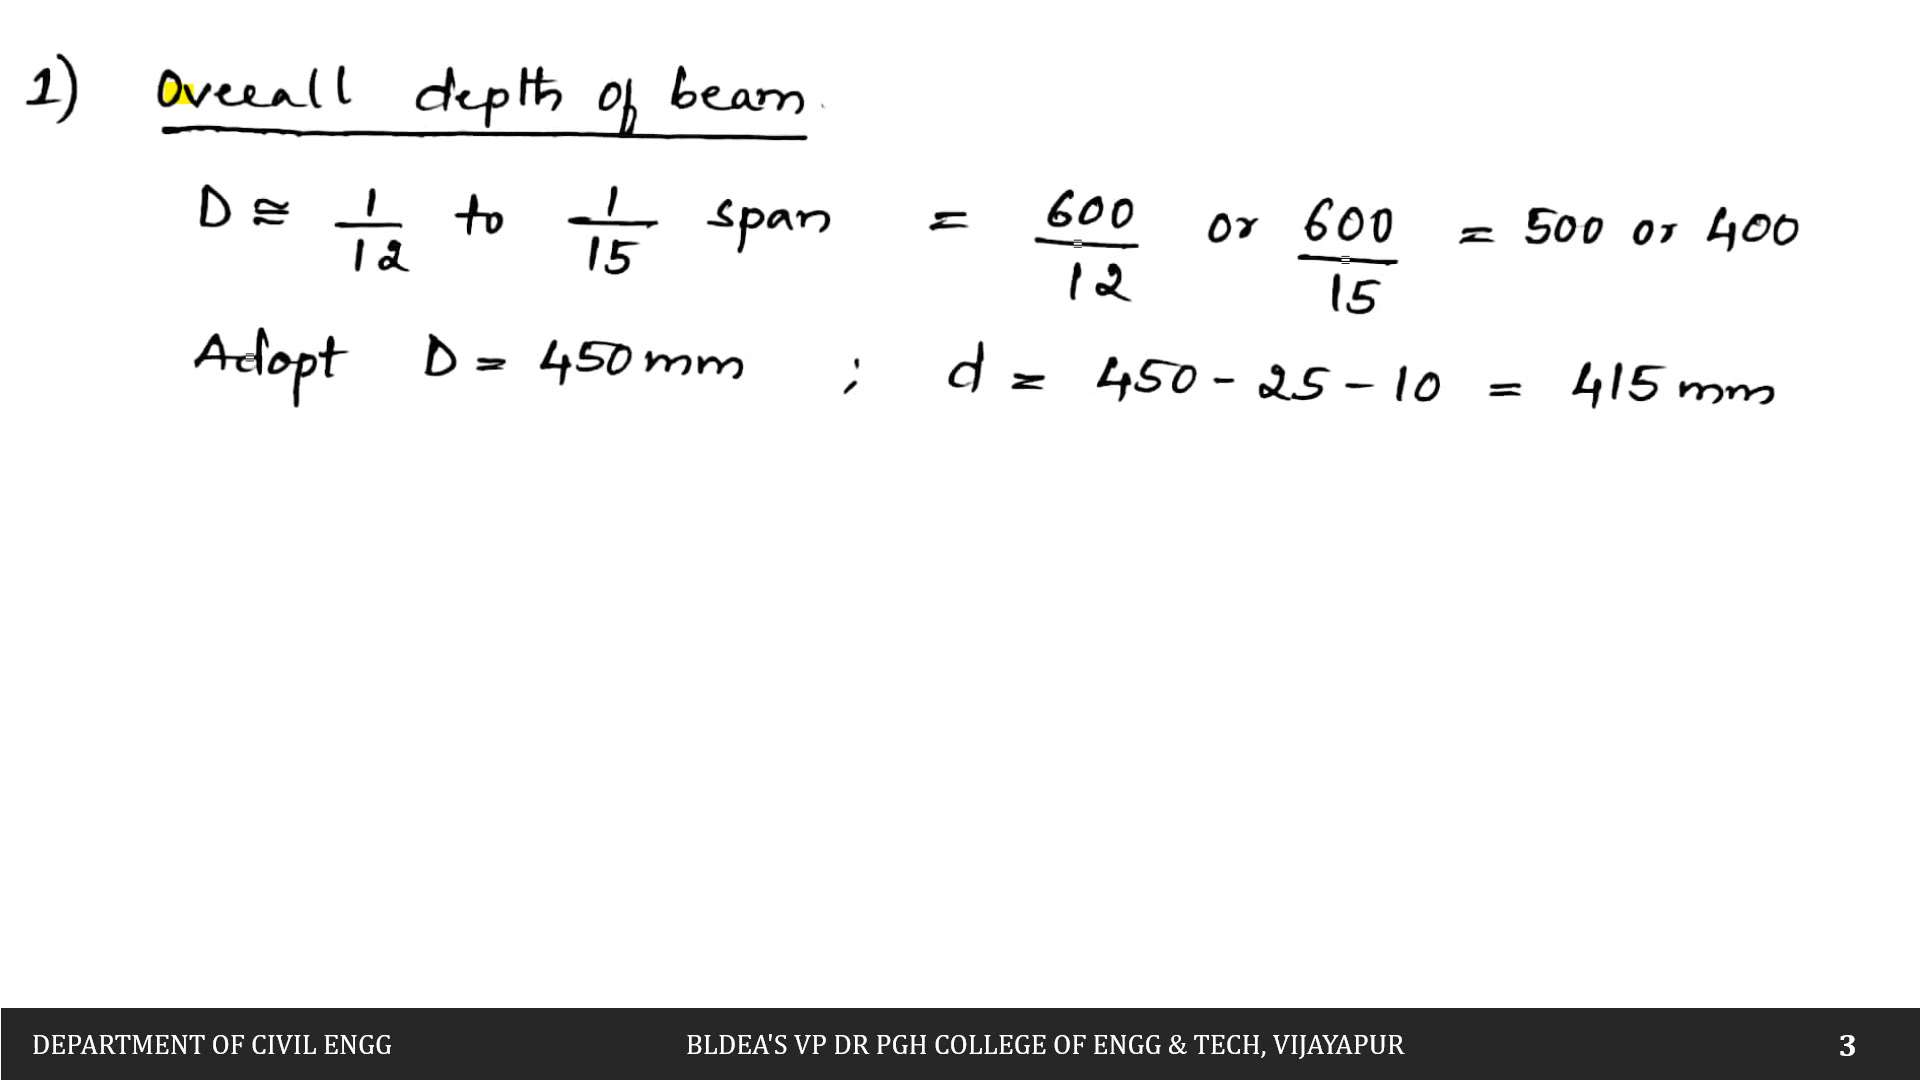 1) Overall depth of beam.
D ≅ 1/12 to 1/15 span = 600/12 or 600/15 = 500 or 400
Adopt D = 450 mm ; d = 450 - 25 - 10 = 415 mm
DEPARTMENT OF CIVIL ENGG BLDEA'S VP DR PGH COLLEGE OF ENGG & TECH, VIJAYAPUR 3